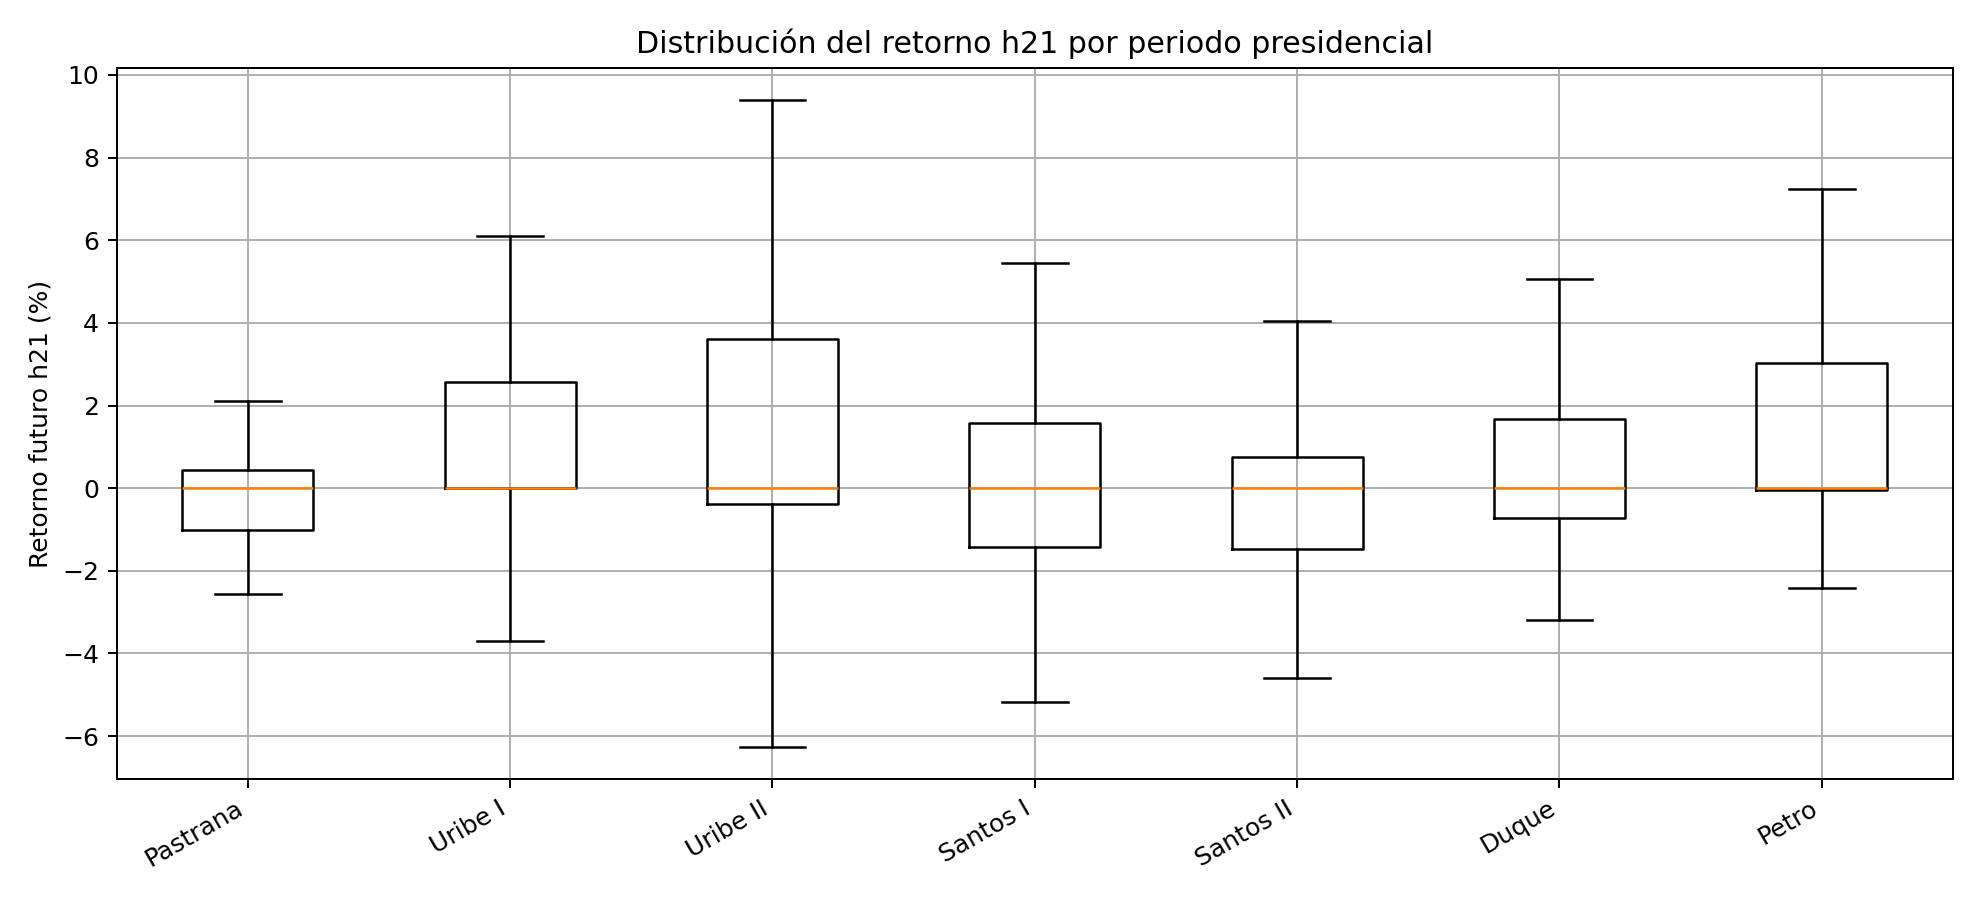 Distribución del retorno h21 por periodo presidencial
Retorno futuro h21 (%)
10
8
6
4
2
0
−2
−4
−6
Pastrana
Uribe I
Uribe II
Santos I
Santos II
Duque
Petro